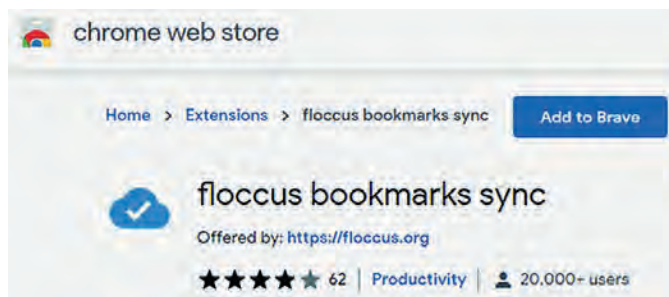 chrome web store
Home > Extensions > floccus bookmarks sync Add to Brave
floccus bookmarks sync
Offered by: https://floccus.org
62 | Productivity | 20,000+ users